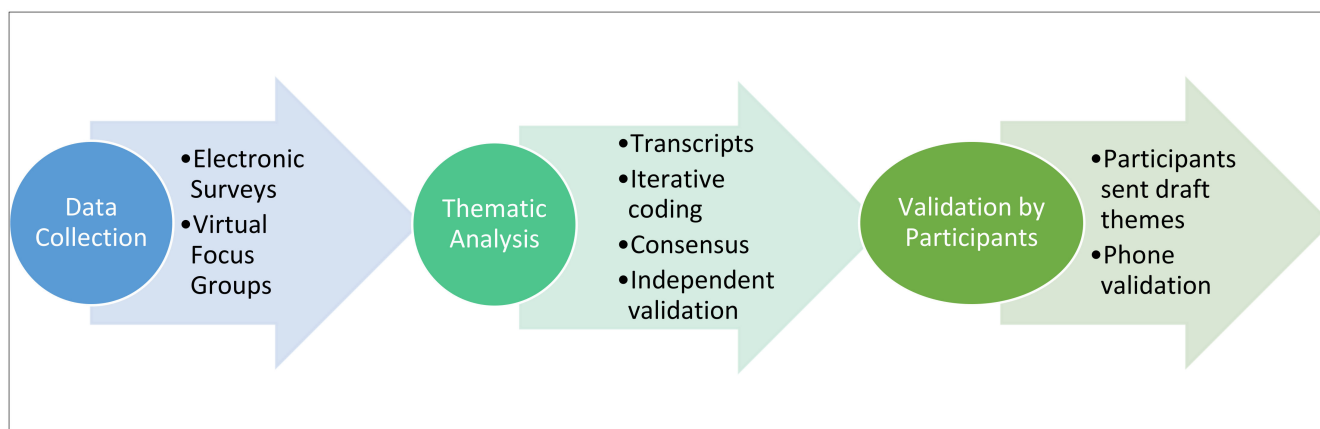 Data
Collection
•Electronic
Surveys
•Virtual
Focus
Groups
Thematic
Analysis
•Transcripts
•Iterative
coding
•Consensus
•Independent
validation
Validation by
Participants
•Participants
sent draft
themes
•Phone
validation